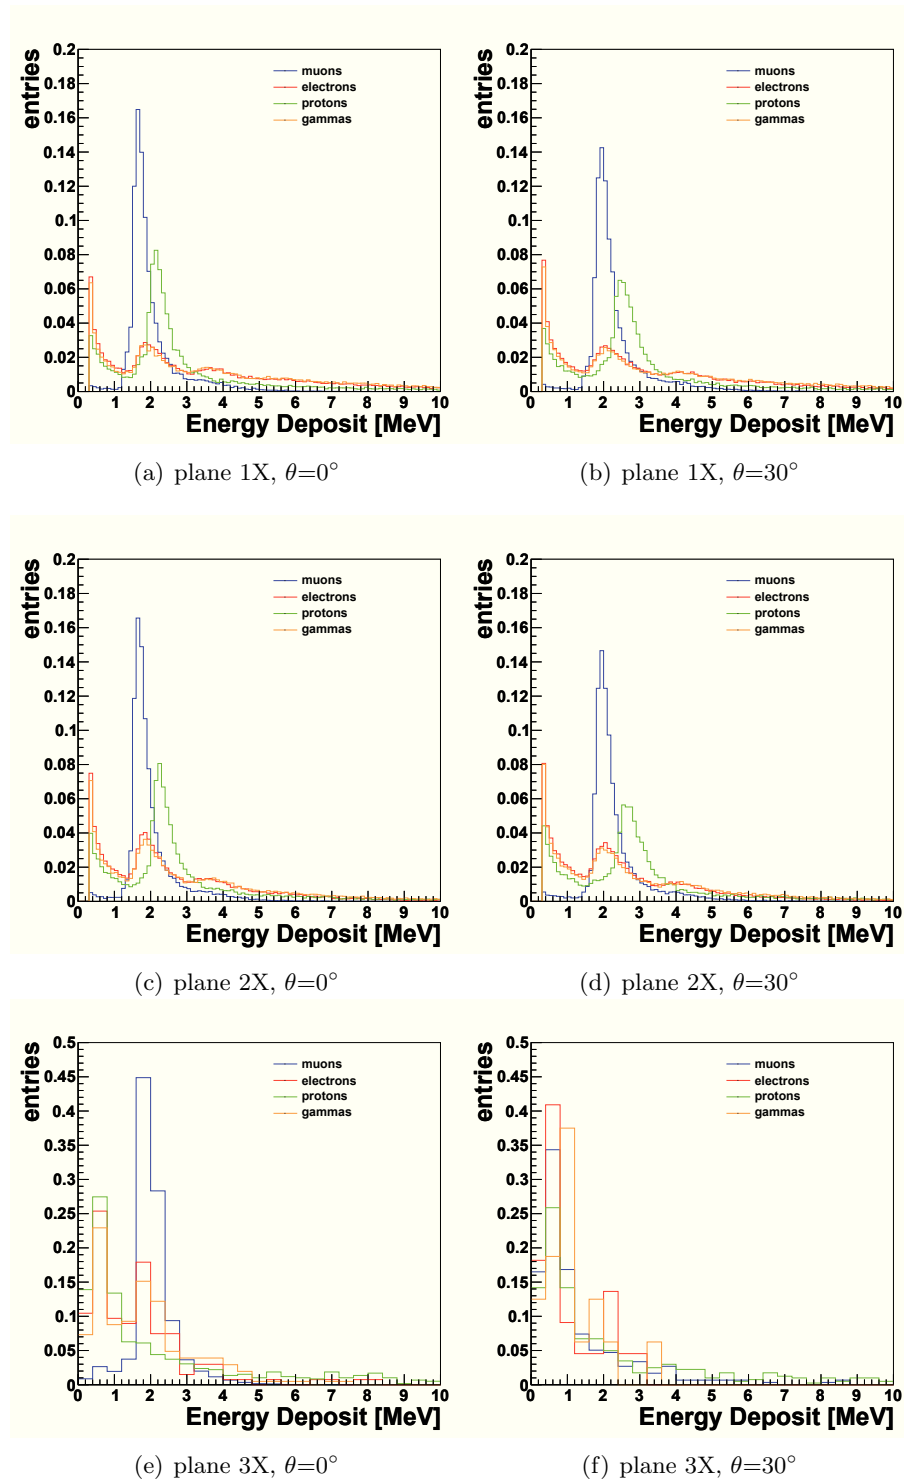 entries
0.2
0.18
0.16
0.14
0.12
0.1
0.08
0.06
0.04
0.02
0
muons
electrons
protons
gammas
0 1 2 3 4 5 6 7 8 9 10
Energy Deposit [MeV]
(a) plane 1X, θ=0°
entries
0.2
0.18
0.16
0.14
0.12
0.1
0.08
0.06
0.04
0.02
0
muons
electrons
protons
gammas
0 1 2 3 4 5 6 7 8 9 10
Energy Deposit [MeV]
(b) plane 1X, θ=30°
entries
0.2
0.18
0.16
0.14
0.12
0.1
0.08
0.06
0.04
0.02
0
muons
electrons
protons
gammas
0 1 2 3 4 5 6 7 8 9 10
Energy Deposit [MeV]
(c) plane 2X, θ=0°
entries
0.2
0.18
0.16
0.14
0.12
0.1
0.08
0.06
0.04
0.02
0
muons
electrons
protons
gammas
0 1 2 3 4 5 6 7 8 9 10
Energy Deposit [MeV]
(d) plane 2X, θ=30°
entries
0.5
0.45
0.4
0.35
0.3
0.25
0.2
0.15
0.1
0.05
0
muons
electrons
protons
gammas
0 1 2 3 4 5 6 7 8 9 10
Energy Deposit [MeV]
(e) plane 3X, θ=0°
entries
0.5
0.45
0.4
0.35
0.3
0.25
0.2
0.15
0.1
0.05
0
muons
electrons
protons
gammas
0 1 2 3 4 5 6 7 8 9 10
Energy Deposit [MeV]
(f) plane 3X, θ=30°